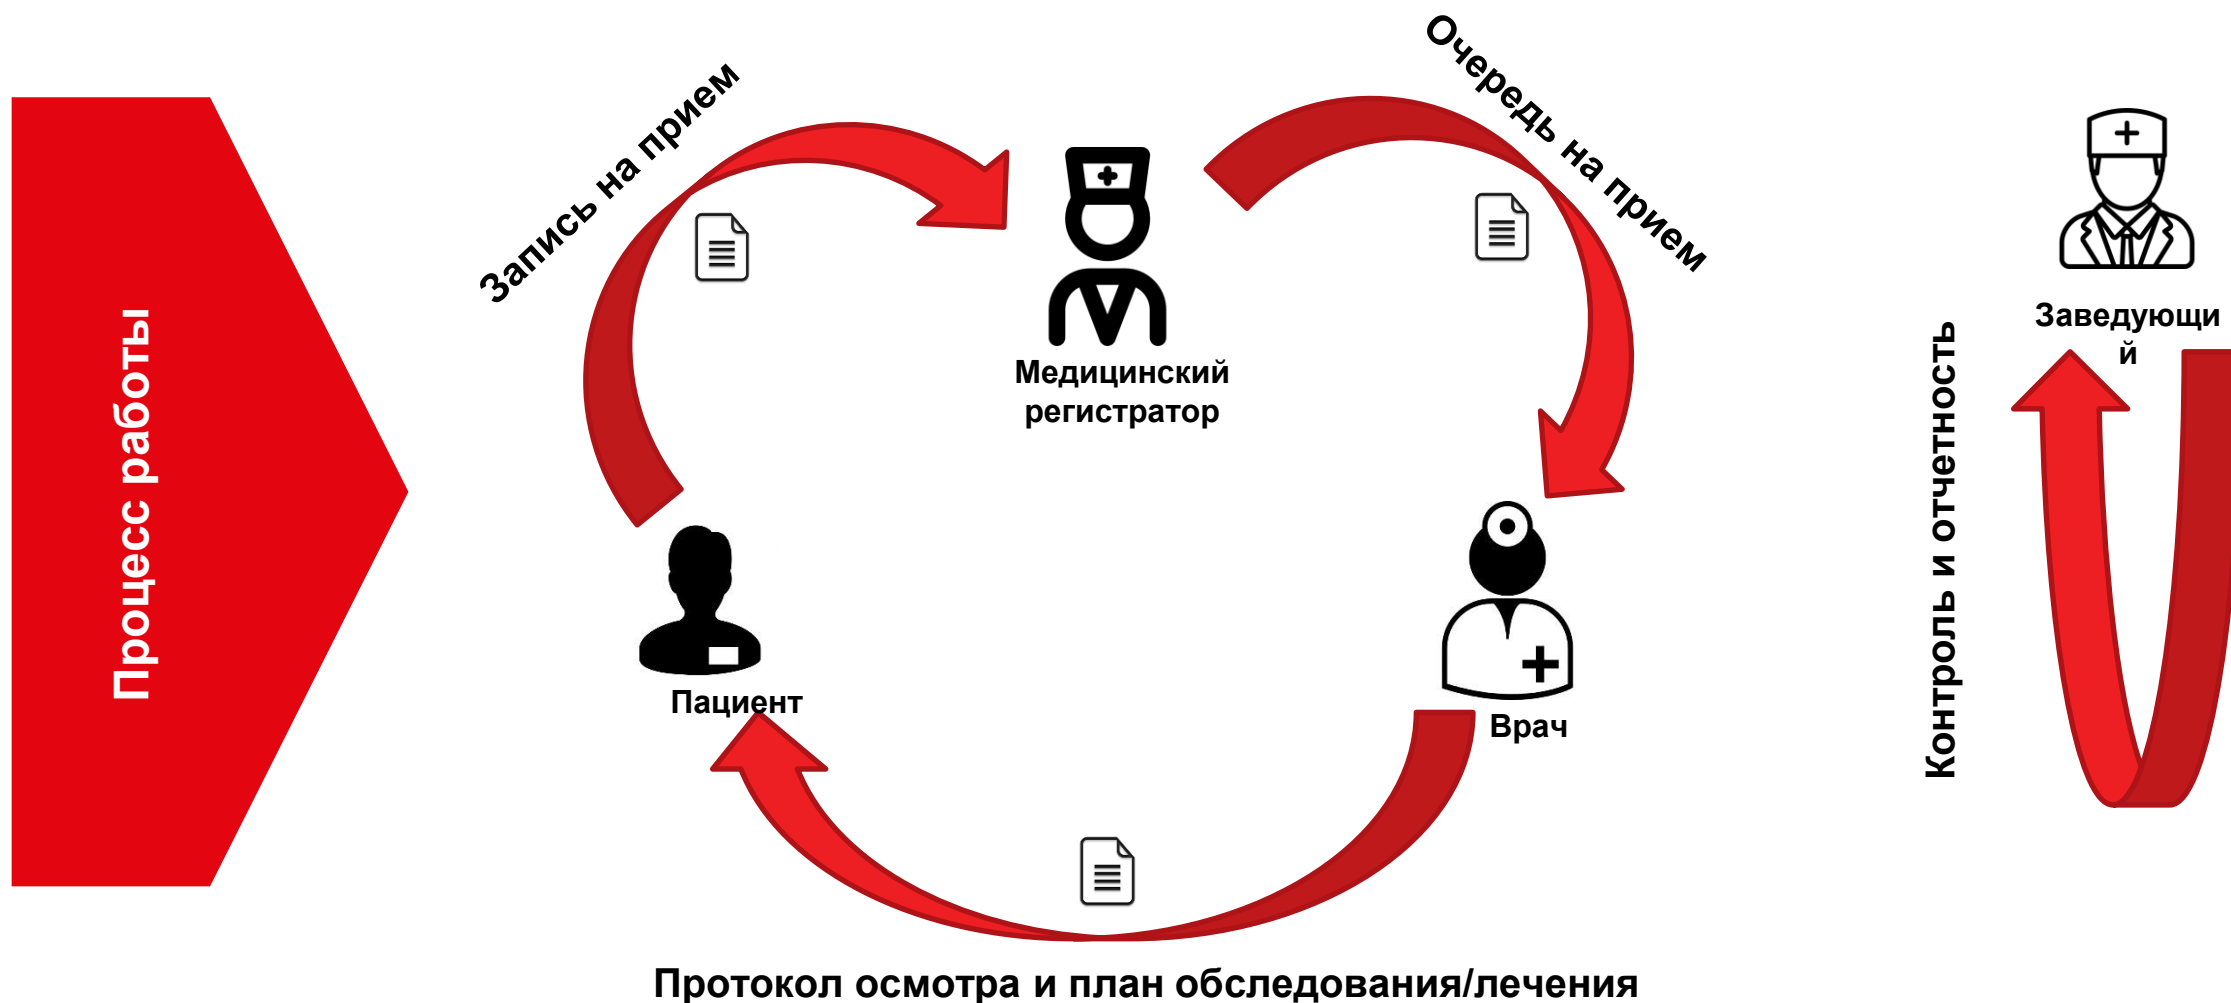 Процесс работы
Запись на прием
Очередь на прием
Медицинский
регистратор
Пациент
Врач
Протокол осмотра и план обследования/лечения
Контроль и отчетность
Заведующи
й